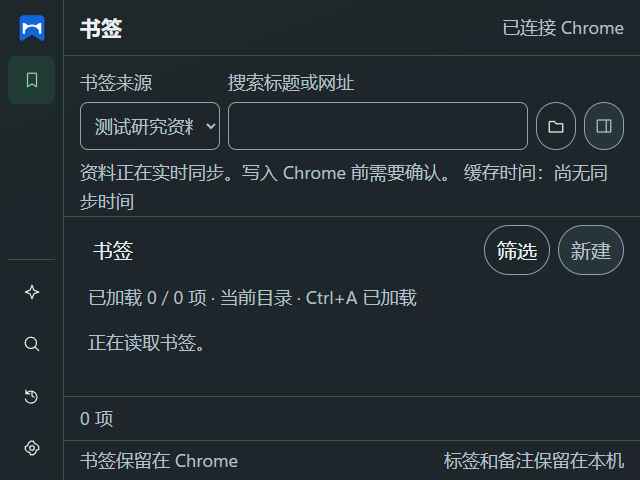 书签
已连接 Chrome
书签来源
搜索标题或网址
测试研究资料
资料正在实时同步。写入 Chrome 前需要确认。 缓存时间：尚无同
步时间
书签
筛选
新建
已加载 0 / 0 项 · 当前目录 · Ctrl+A 已加载
正在读取书签。
0 项
书签保留在 Chrome
标签和备注保留在本机